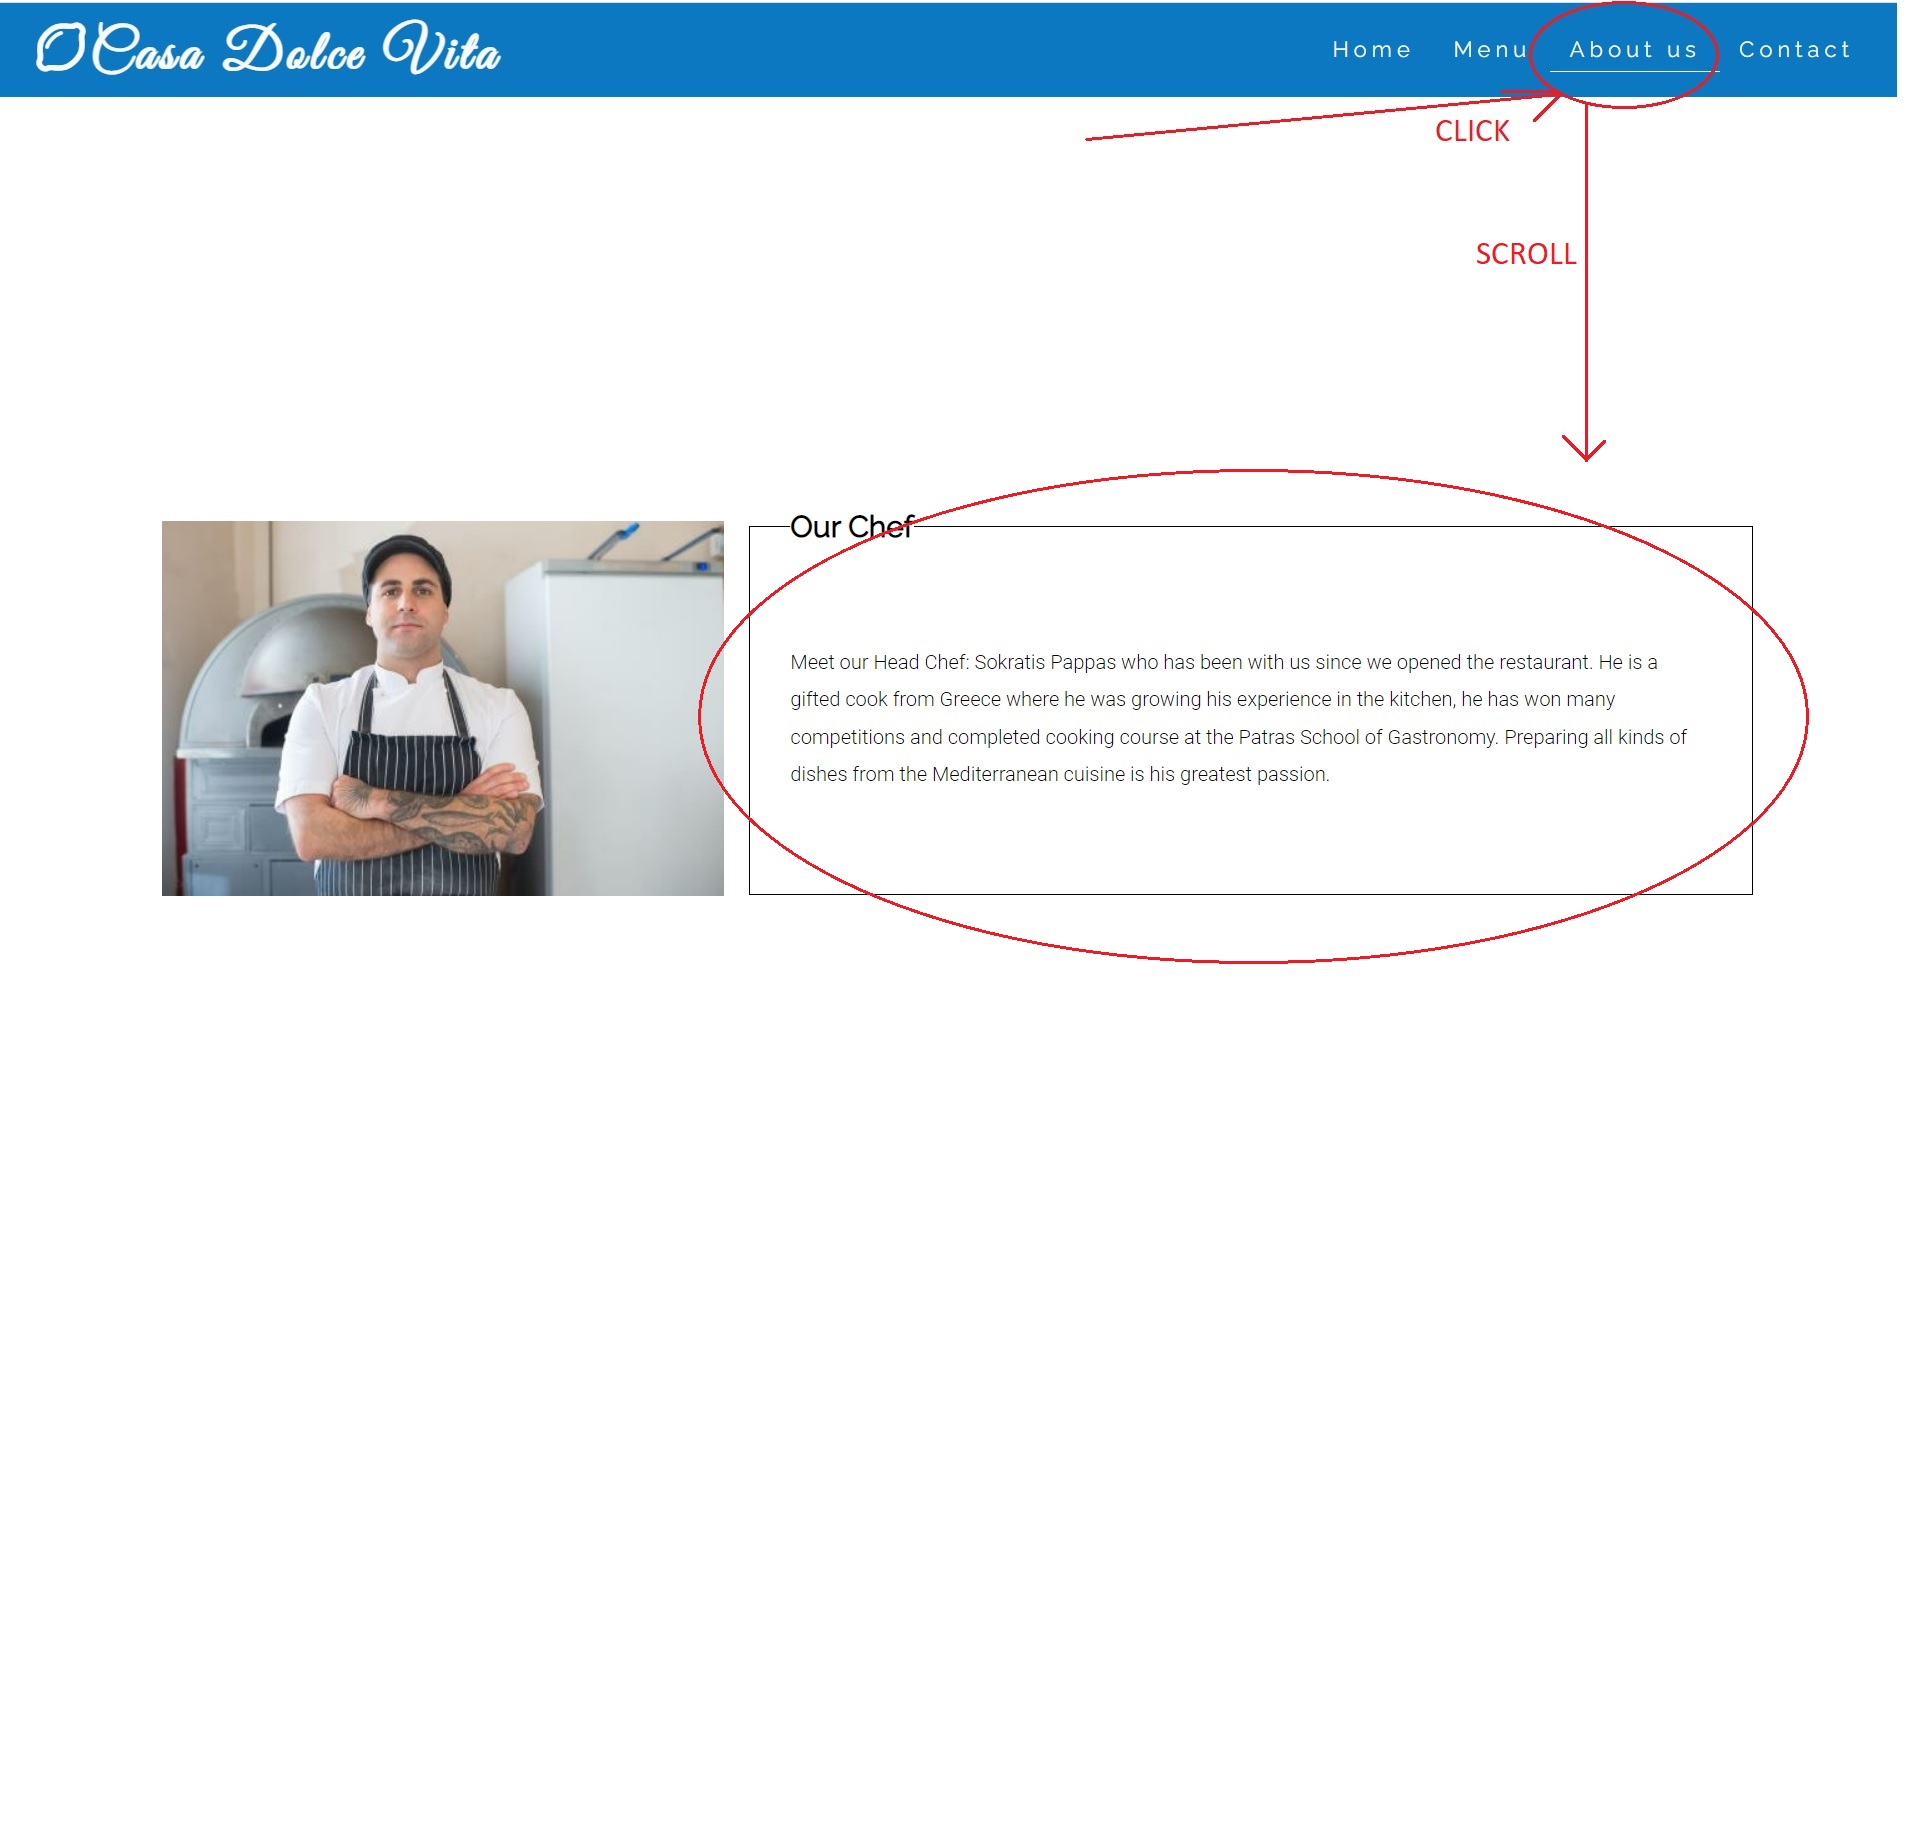 Casa Dolce Vita
Home Menu About us Contact
CLICK
SCROLL
Our Chef
Meet our Head Chef: Sokratis Pappas who has been with us since we opened the restaurant. He is a
gifted cook from Greece where he was growing his experience in the kitchen, he has won many
competitions and completed cooking course at the Patras School of Gastronomy. Preparing all kinds of
dishes from the Mediterranean cuisine is his greatest passion.